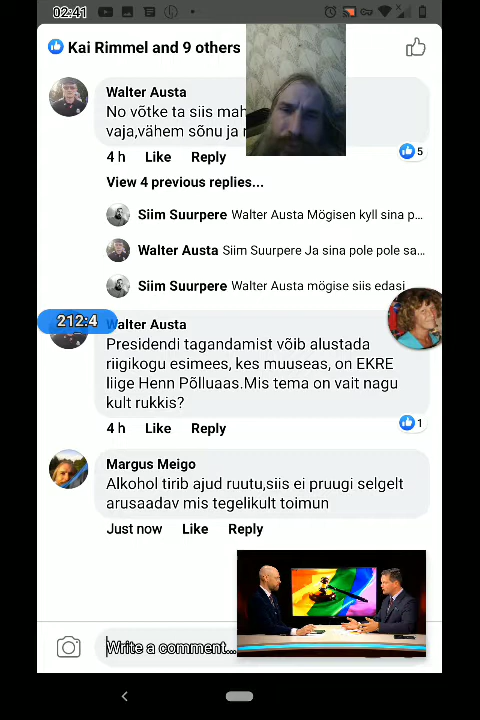 02:41
Kai Rimmel and 9 others
Walter Austa
No võtke ta siis
vaja,vähem sõnu ja
4 h Like Reply
5
View 4 previous replies...
Siim Suurpere Walter Austa Mögisen kyll sina p...
Walter Austa Siim Suurpere Ja sina pole pole sa...
Siim Suurpere Walter Austa mögise siis edasi
212:4
Walter Austa
Presidendi tagandamist võib alustada
riigikogu esimees, kes muuseas, on EKRE
liige Henn Põlluaas.Mis tema on vait nagu
kult rukkis?
4 h Like Reply
1
Margus Meigo
Alkohol tirib ajud ruutu,siis ei pruugi selgelt
arusaadav mis tegelikult toimun
Just now Like Reply
Write a comment...